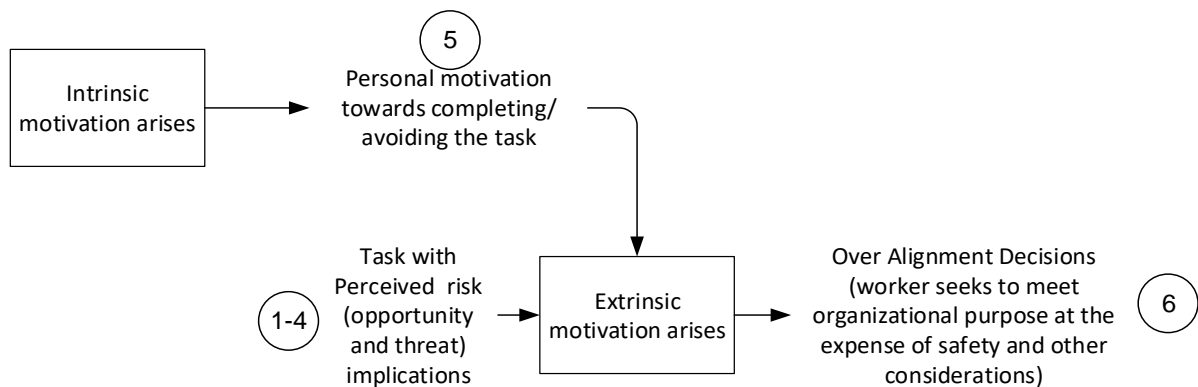 5
Intrinsic
motivation arises
Personal motivation
towards completing/
avoiding the task
1-4
Task with
Perceived risk
(opportunity
and threat)
implications
Extrinsic
motivation arises
Over Alignment Decisions
(worker seeks to meet
organizational purpose at the
expense of safety and other
considerations)
6